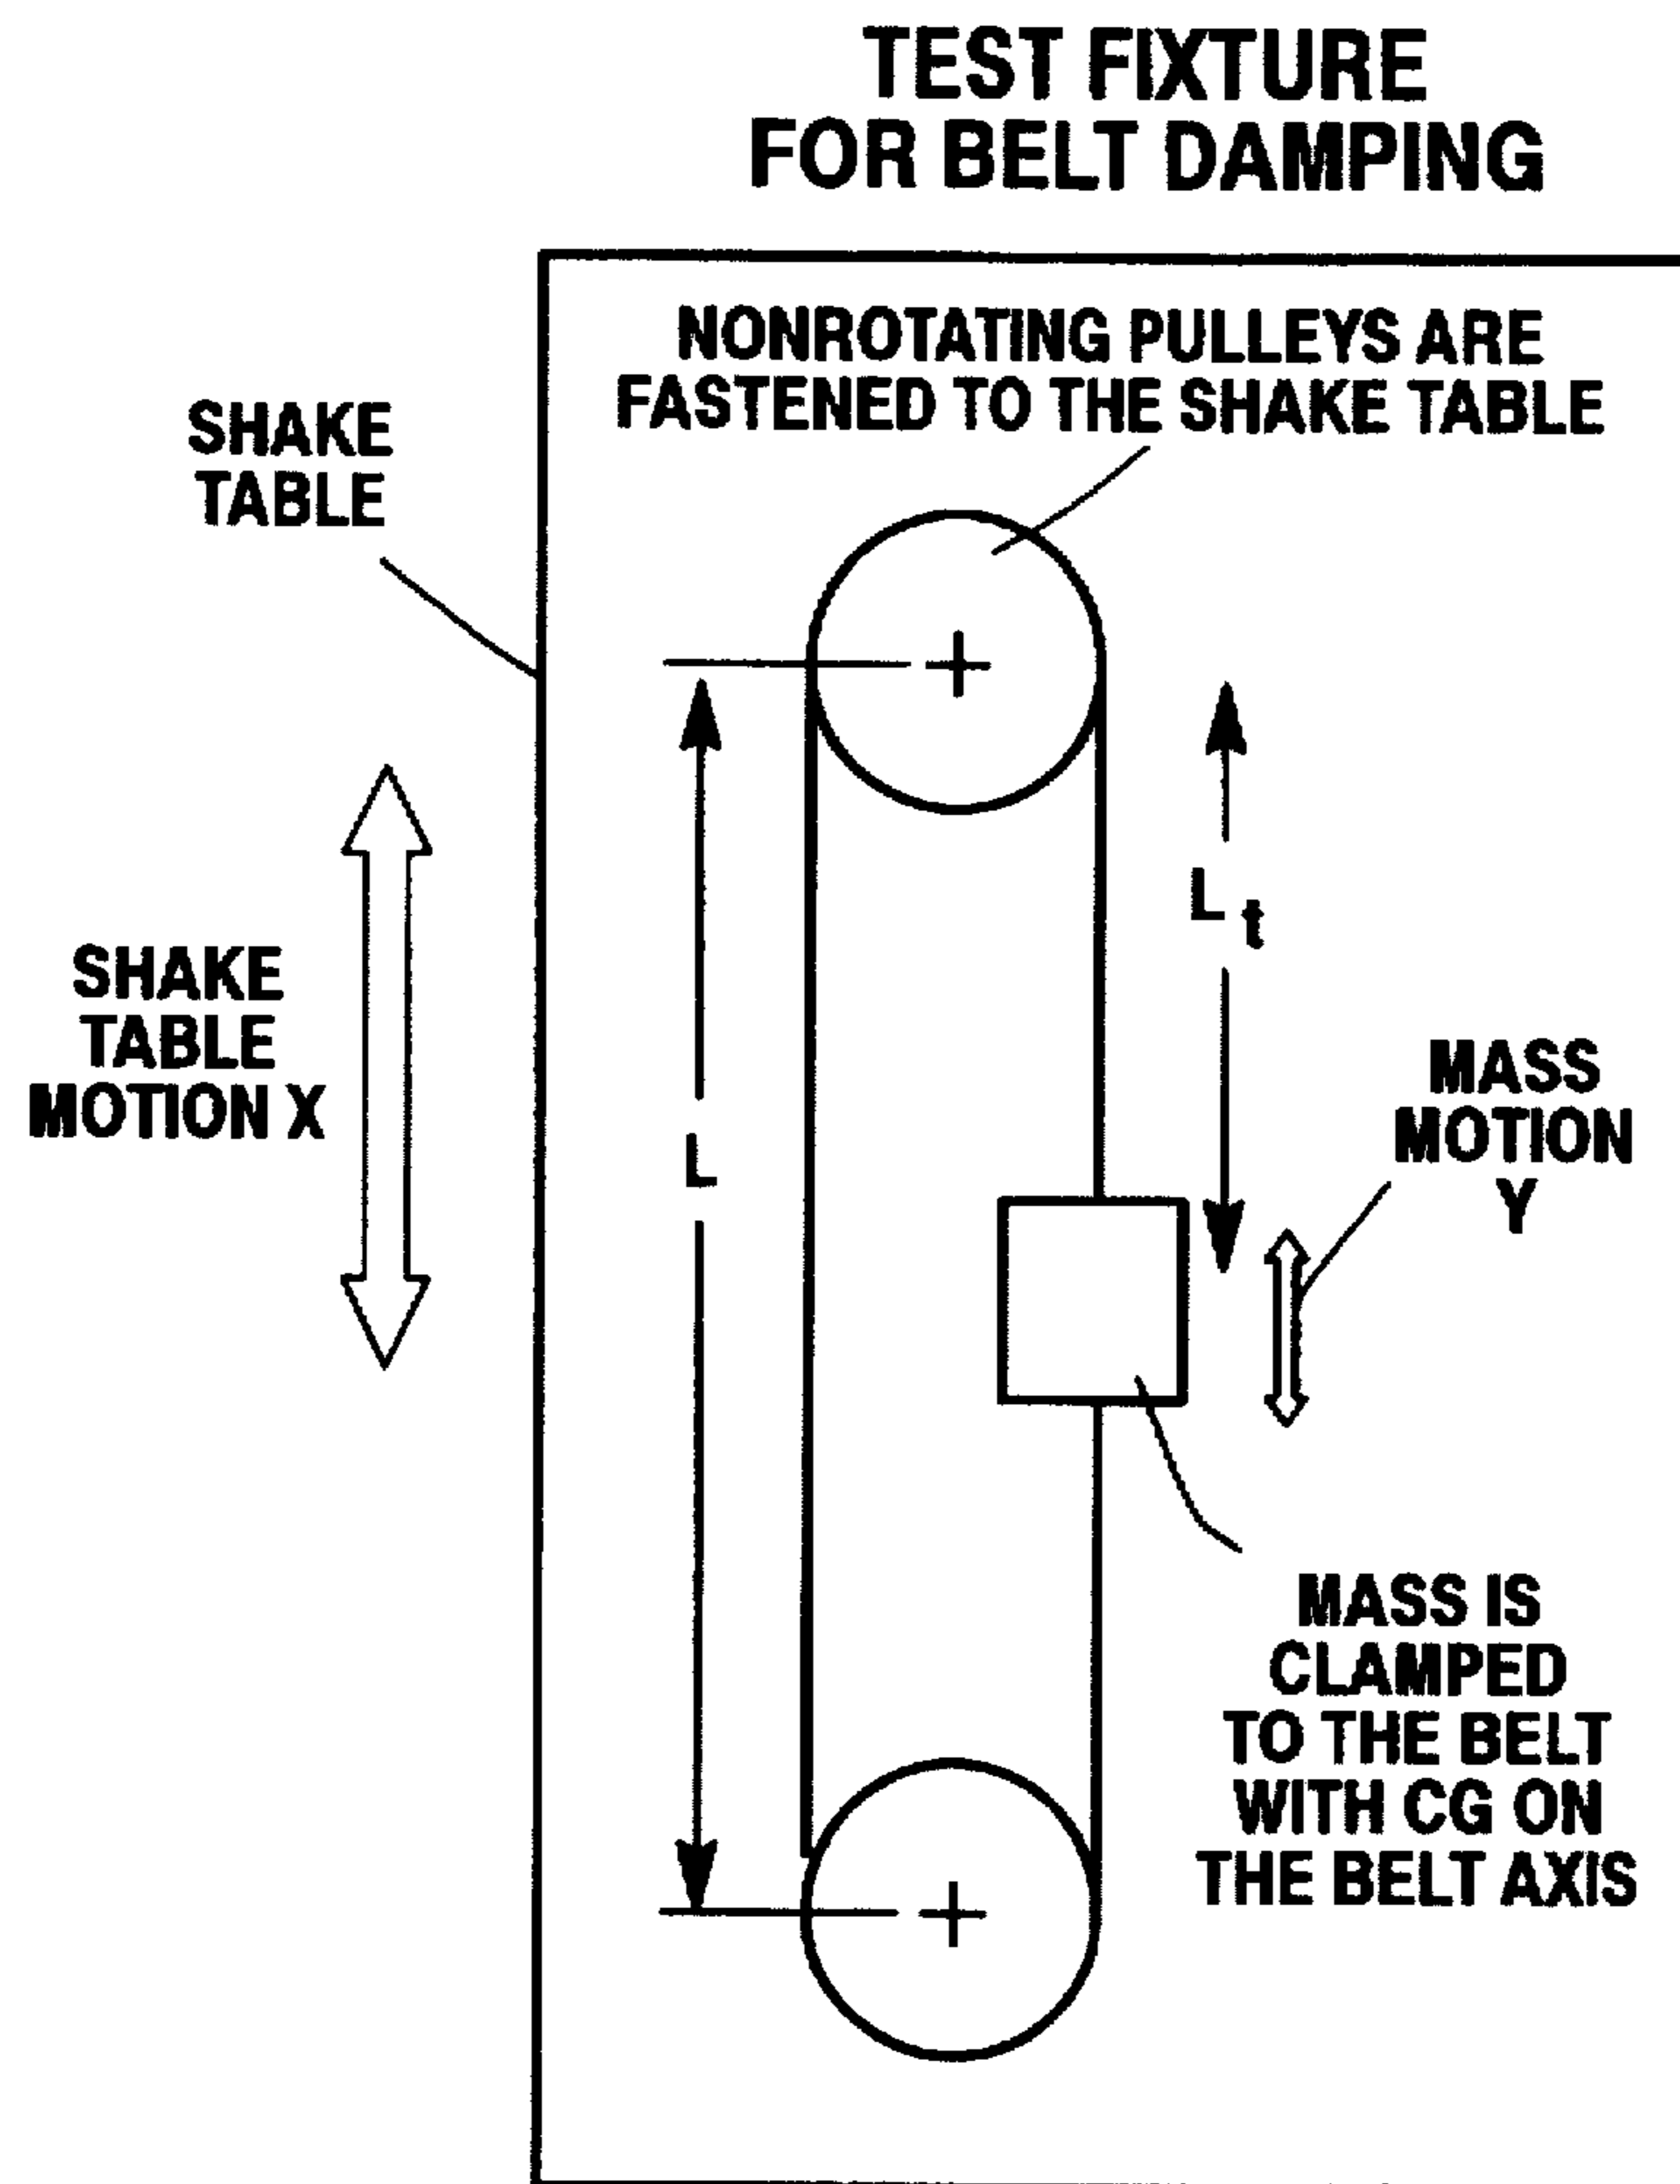 TEST FIXTURE
FOR BELT DAMPING
NONROTATING PULLEYS ARE
FASTENED TO THE SHAKE TABLE
SHAKE
TABLE
L t
SHAKE
TABLE
MOTION X
MASS
MOTION
Y
L
MASS IS
CLAMPED
TO THE BELT
WITH CG ON
THE BELT AXIS